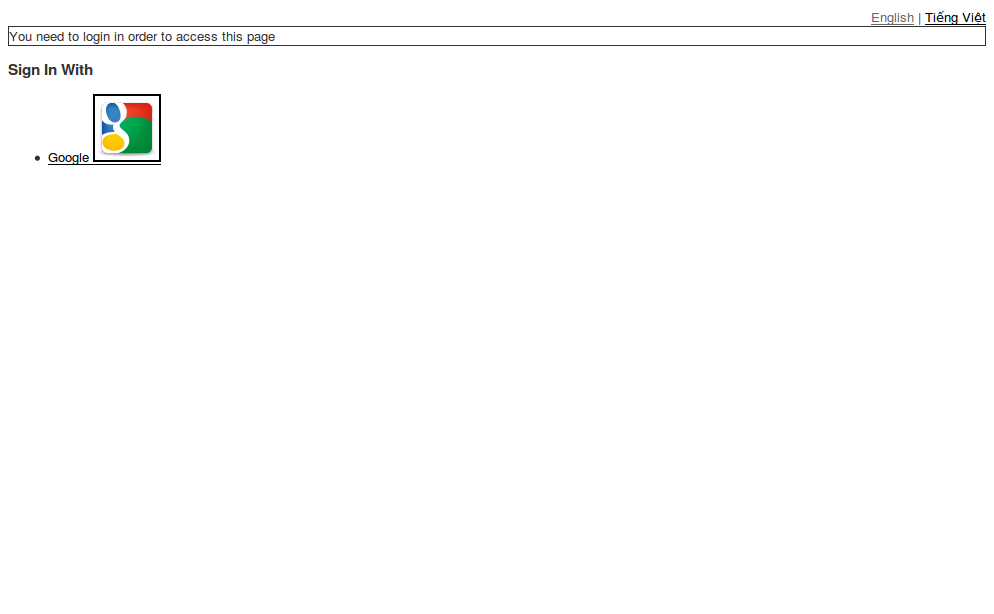 English | Tiếng Việt
You need to login in order to access this page
Sign In With
Google